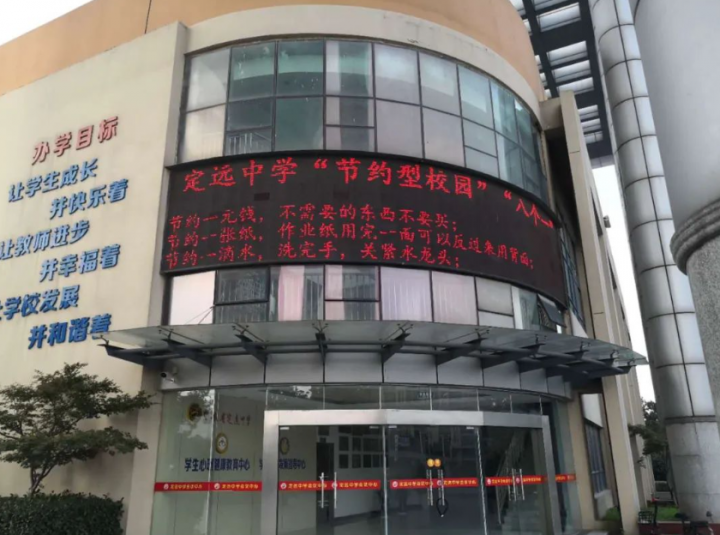 办学目标
让学生成长
并快乐着
让教师进步
并幸福着
学校发展
并和谐着
定远中学“节约型校园”“八个一
节约一元钱，不需要的东西不要买；
节约一张纸，作业纸用完一面可以反过来用背面；
节约一滴水，洗完手，关紧水龙头；
学生心理健康教育中心